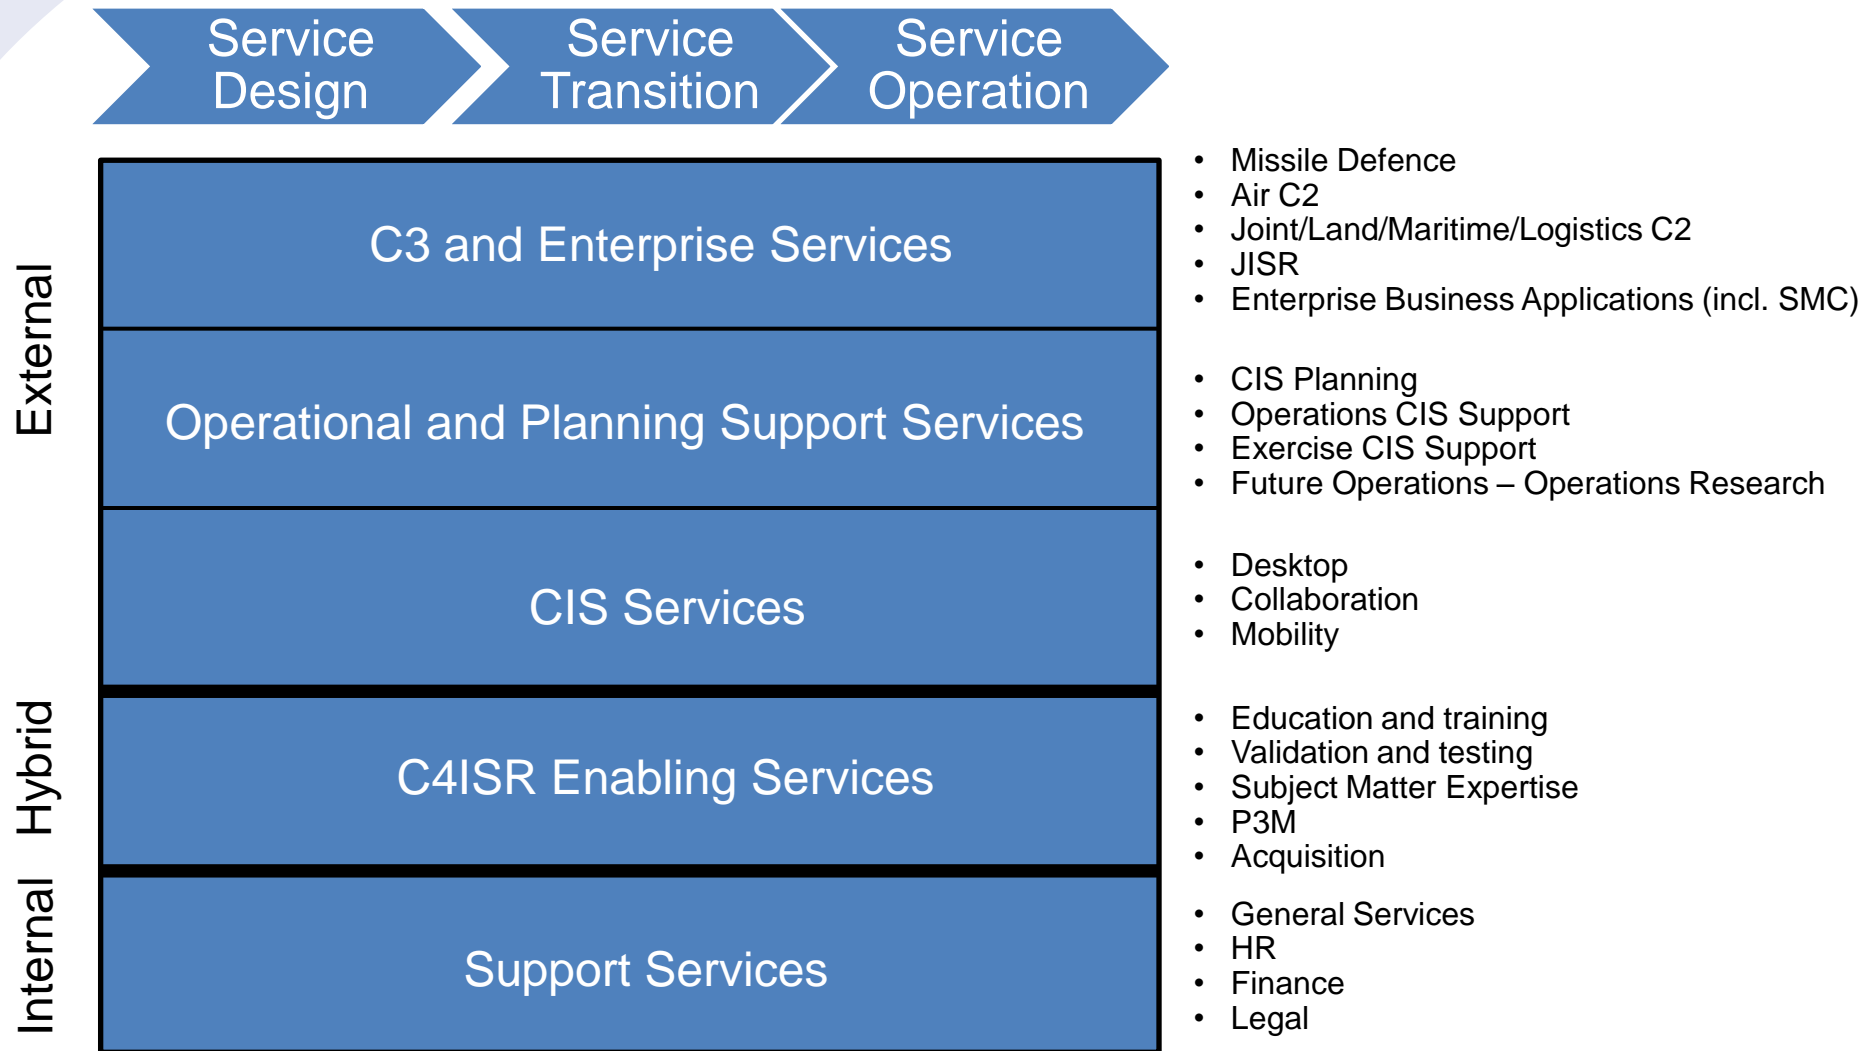 Service
Design
Service
Transition
Service
Operation
External
C3 and Enterprise Services
• Missile Defence
• Air C2
• Joint/Land/Maritime/Logistics C2
• JISR
• Enterprise Business Applications (incl. SMC)
Operational and Planning Support Services
• CIS Planning
• Operations CIS Support
• Exercise CIS Support
• Future Operations – Operations Research
CIS Services
• Desktop
• Collaboration
• Mobility
Hybrid
C4ISR Enabling Services
• Education and training
• Validation and testing
• Subject Matter Expertise
• P3M
• Acquisition
Internal
Support Services
• General Services
• HR
• Finance
• Legal